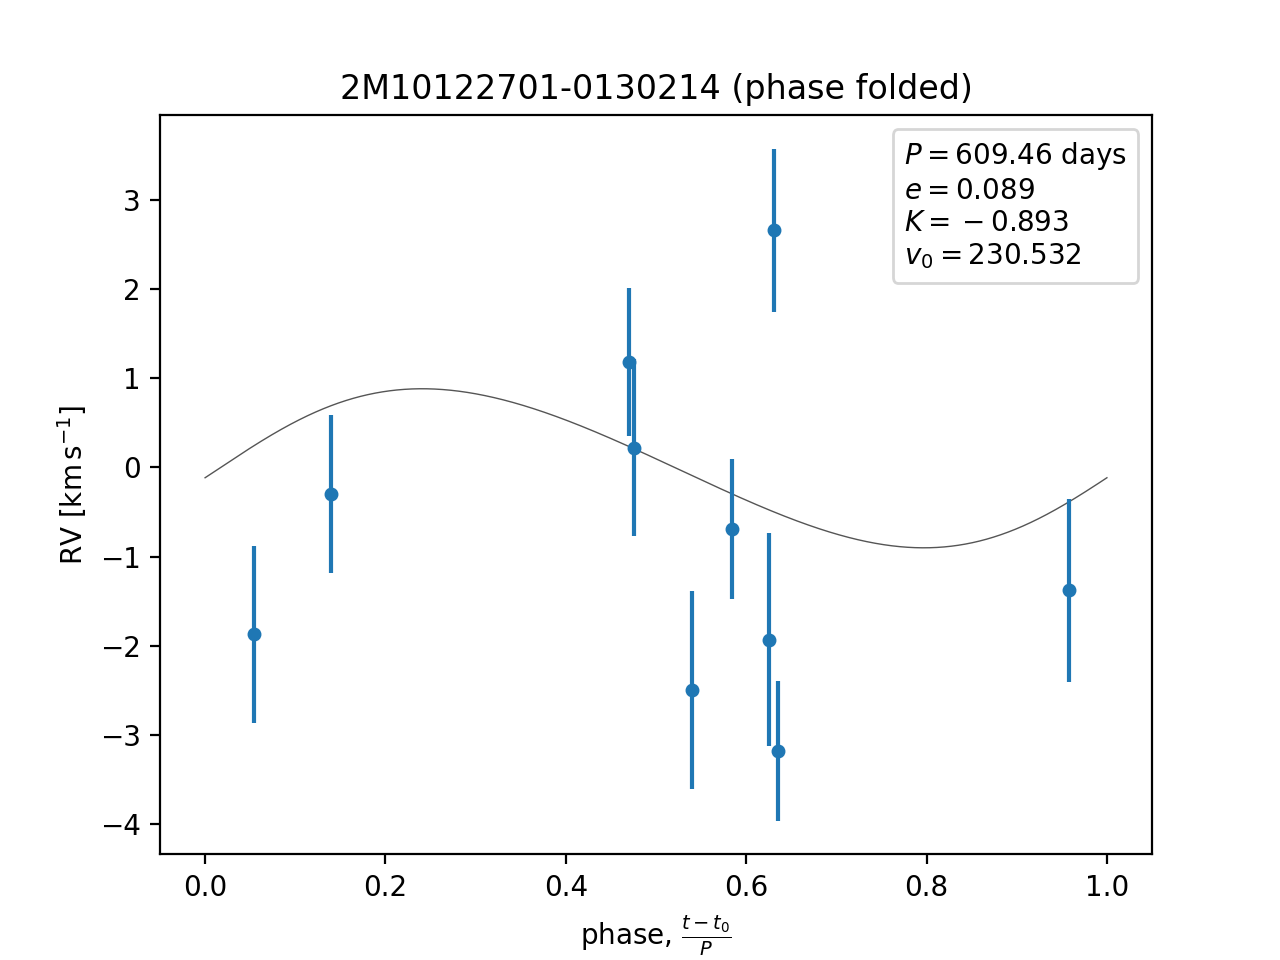 2M10122701-0130214 (phase folded)
P = 609.46 days
e = 0.089
K = −0.893
v₀ = 230.532
3
2
1
0
−1
−2
−3
−4
RV [km s⁻¹]
0.0 0.2 0.4 0.6 0.8 1.0
phase, (t − t₀)/P